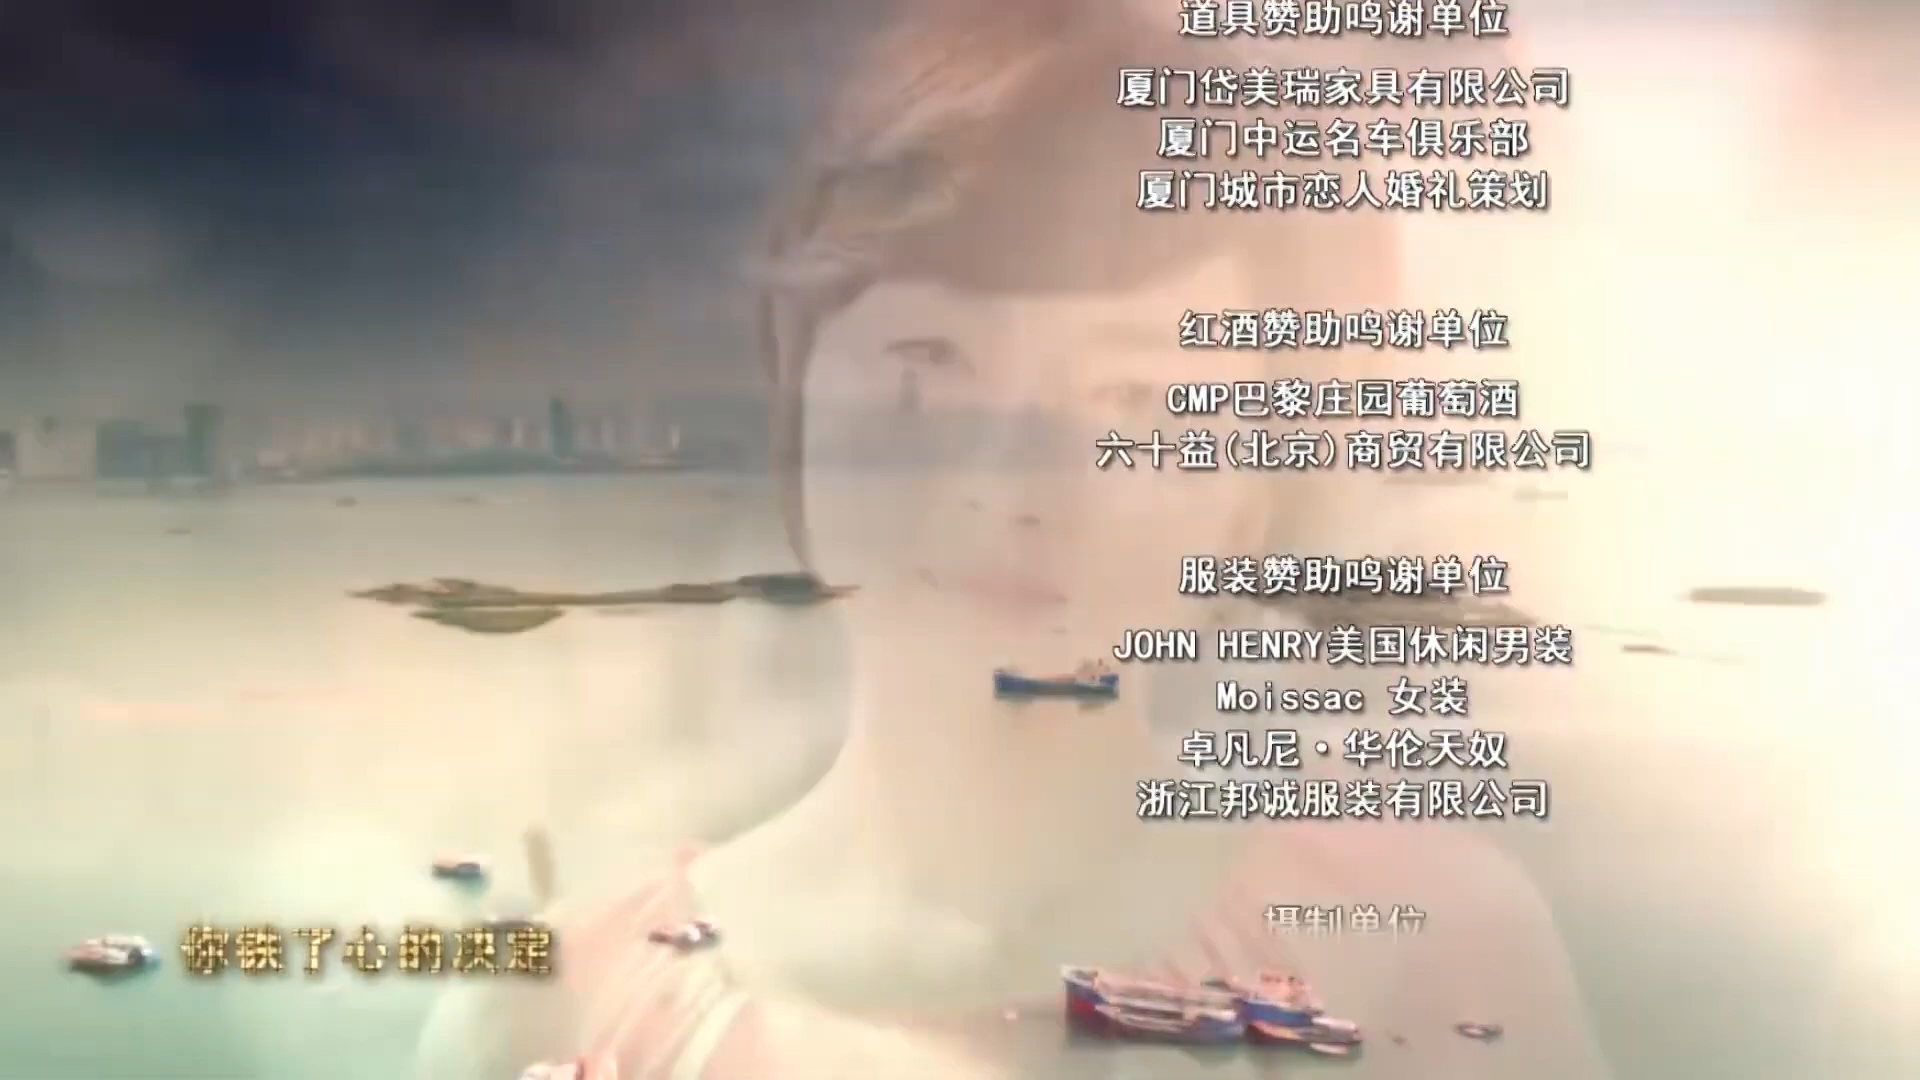 道具赞助鸣谢单位
厦门岱美瑞家具有限公司
厦门中运名车俱乐部
厦门城市恋人婚礼策划
红酒赞助鸣谢单位
CMP巴黎庄园葡萄酒
六十益(北京)商贸有限公司
服装赞助鸣谢单位
JOHN HENRY美国休闲男装
Moissac 女装
卓凡尼·华伦天奴
浙江邦诚服装有限公司
摄制单位
你铁了心的决定